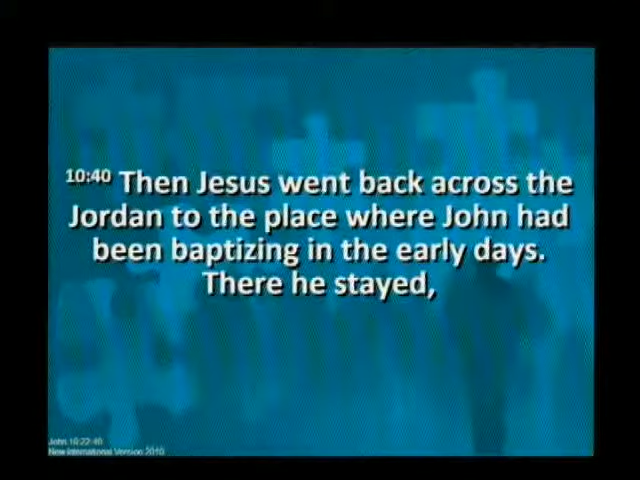 10:40 Then Jesus went back across the
Jordan to the place where John had
been baptizing in the early days.
There he stayed,
John 10:22-40
New International Version 2010